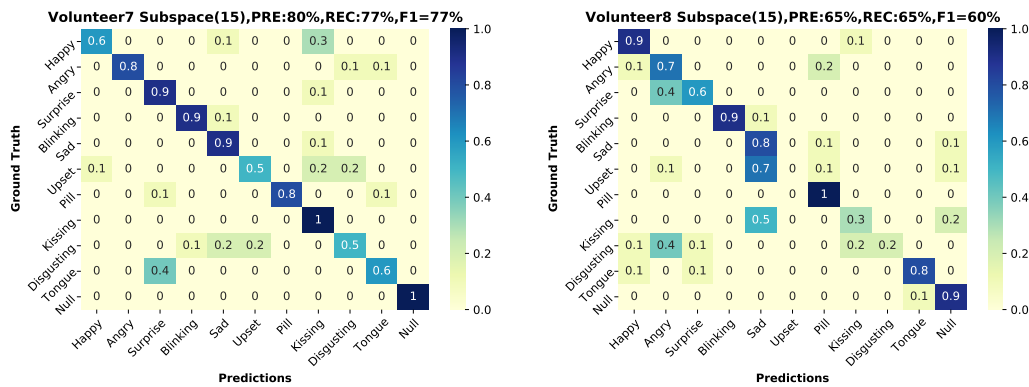 Volunteer7 Subspace(15),PRE:80%,REC:77%,F1=77%
Ground Truth
Happy 0.6 0 0 0 0.1 0 0 0.3 0 0 0
Angry 0 0.8 0 0 0 0 0 0 0.1 0.1 0
Surprise 0 0 0.9 0 0 0 0 0.1 0 0 0
Blinking 0 0 0 0.9 0.1 0 0 0 0 0 0
Sad 0 0 0 0 0.9 0 0 0.1 0 0 0
Upset 0.1 0 0 0 0 0.5 0 0.2 0.2 0 0
Pill 0 0 0.1 0 0 0 0.8 0 0 0.1 0
Kissing 0 0 0 0 0 0 0 1 0 0 0
Disgusting 0 0 0 0.1 0.2 0.2 0 0 0.5 0 0
Tongue 0 0 0.4 0 0 0 0 0 0 0.6 0
Null 0 0 0 0 0 0 0 0 0 0 1
Happy Angry Surprise Blinking Sad Upset Pill Kissing Disgusting Tongue Null
Predictions
1.0
0.8
0.6
0.4
0.2
0.0
Volunteer8 Subspace(15),PRE:65%,REC:65%,F1=60%
Ground Truth
Happy 0.9 0 0 0 0 0 0 0.1 0 0 0
Angry 0.1 0.7 0 0 0 0 0.2 0 0 0 0
Surprise 0 0.4 0.6 0 0 0 0 0 0 0 0
Blinking 0 0 0 0.9 0.1 0 0 0 0 0 0
Sad 0 0 0 0 0.8 0 0.1 0 0 0 0.1
Upset 0 0.1 0 0 0.7 0 0.1 0 0 0 0.1
Pill 0 0 0 0 0 0 1 0 0 0 0
Kissing 0 0 0 0 0.5 0 0 0.3 0 0 0.2
Disgusting 0.1 0.4 0.1 0 0 0 0 0.2 0.2 0 0
Tongue 0.1 0 0.1 0 0 0 0 0 0 0.8 0
Null 0 0 0 0 0 0 0 0 0 0.1 0.9
Happy Angry Surprise Blinking Sad Upset Pill Kissing Disgusting Tongue Null
Predictions
1.0
0.8
0.6
0.4
0.2
0.0